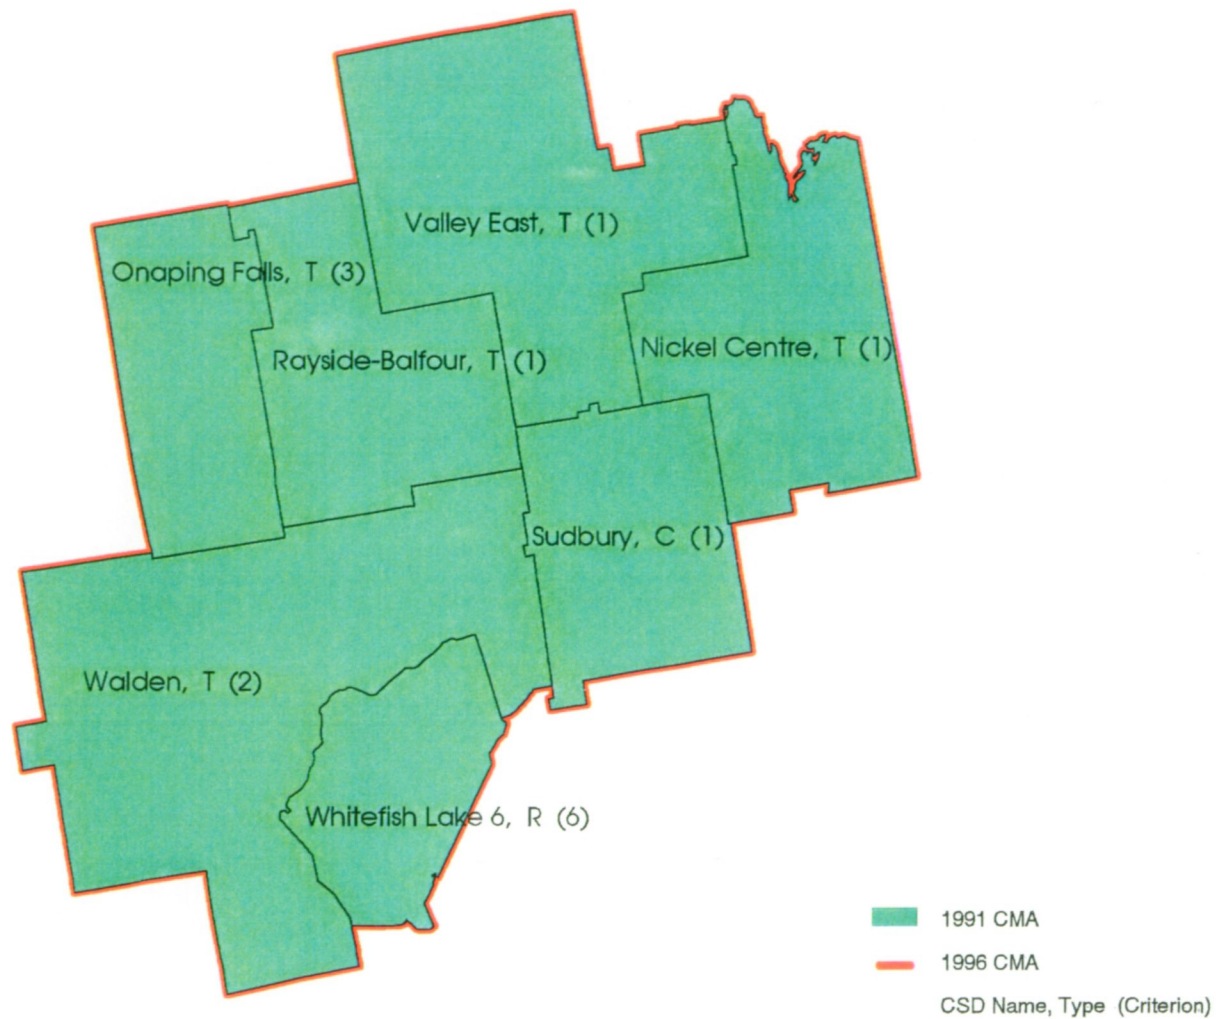 Valley East, T (1)
Onaping Falls, T (3)
Nickel Centre, T (1)
Rayside-Balfour, T (1)
Sudbury, C (1)
Walden, T (2)
Whitefish Lake 6, R (6)
1991 CMA
1996 CMA
CSD Name, Type (Criterion)